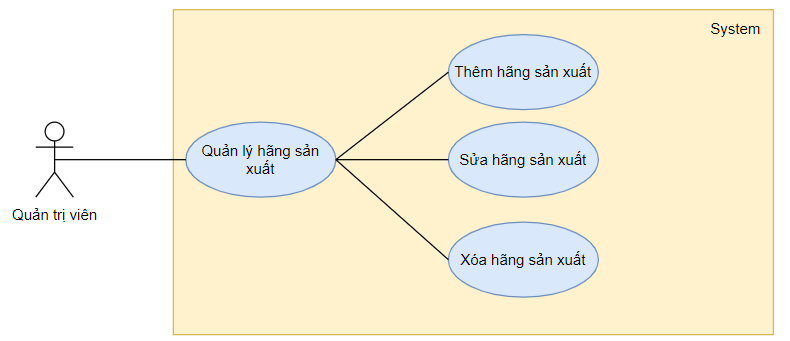 System
Thêm hãng sản xuất
Quản lý hãng sản
xuất
Sửa hãng sản xuất
Quản trị viên
Xóa hãng sản xuất